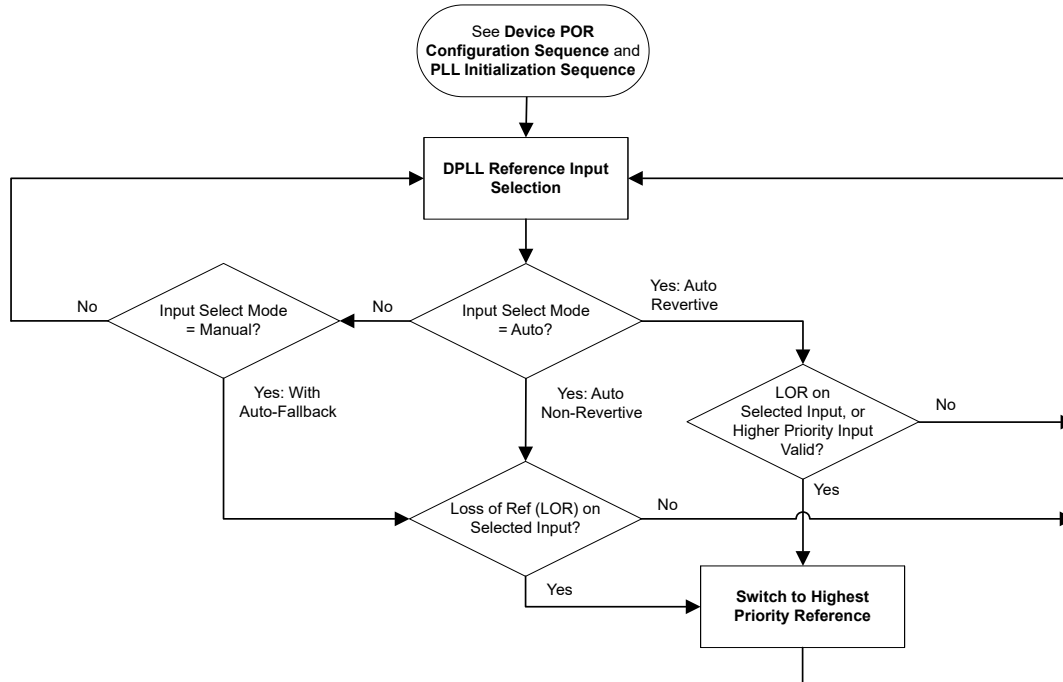 See Device POR
Configuration Sequence and
PLL Initialization Sequence
DPLL Reference Input
Selection
No
Input Select Mode
= Manual?
No
Input Select Mode
= Auto?
Yes: Auto
Revertive
Yes: With
Auto-Fallback
Yes: Auto
Non-Revertive
LOR on
Selected Input, or
Higher Priority Input
Valid?
No
Yes
Loss of Ref (LOR) on
Selected Input?
No
Yes
Switch to Highest
Priority Reference